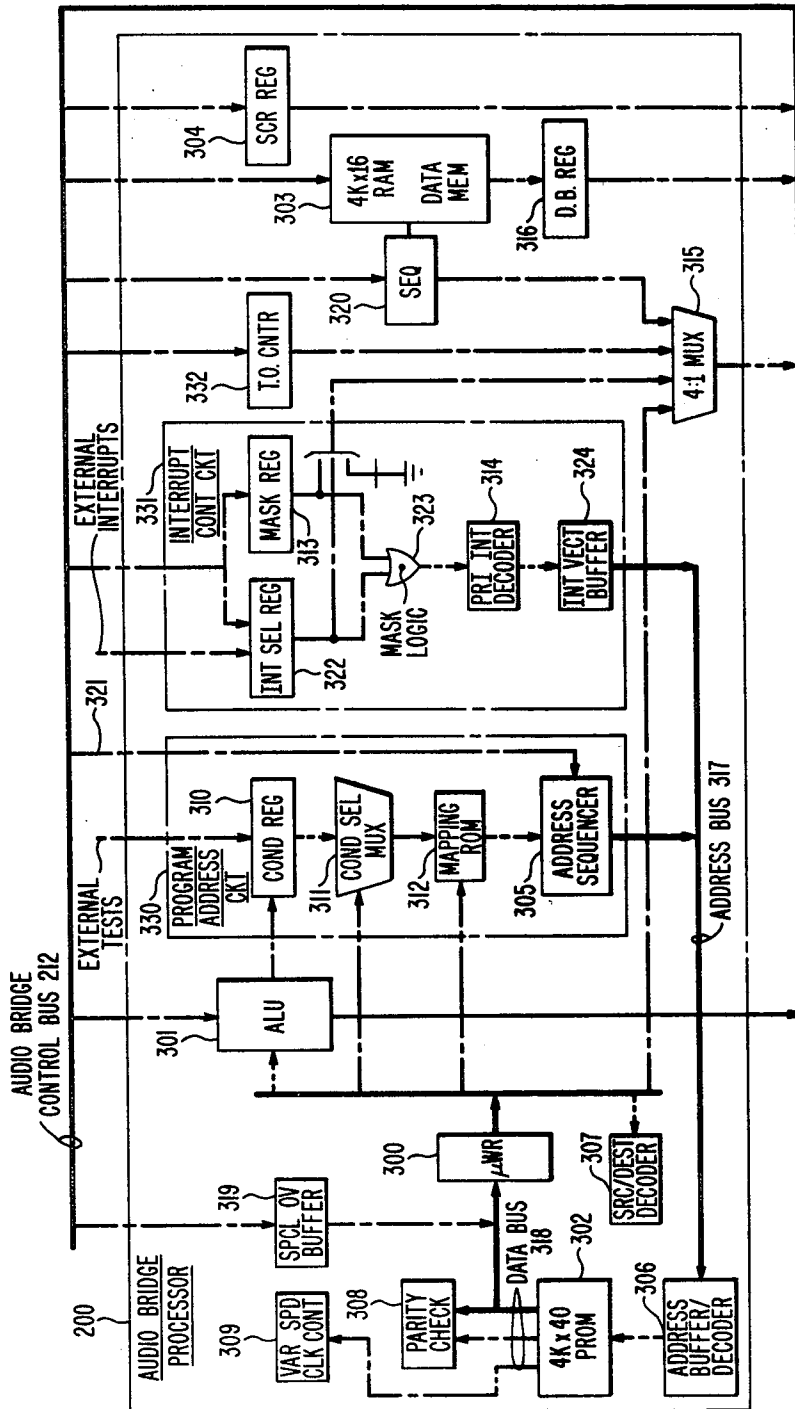 AUDIO BRIDGE
CONTROL BUS 212
200
AUDIO BRIDGE
PROCESSOR
EXTERNAL
TESTS
321
EXTERNAL
INTERRUPTS
330
PROGRAM
ADDRESS
CKT
331
INTERRUPT
CONT CKT
309
VAR SPD
CLK CONT
319
SPCL OV
BUFFER
301
ALU
310
COND REG
322
INT SEL REG
313
MASK REG
332
T.O. CNTR
320
SEQ
303
4K x 16
RAM
DATA
MEM
304
SCR REG
308
PARITY
CHECK
300
μWR
311
COND SEL
MUX
323
MASK
LOGIC
316
D.B. REG
DATA BUS
318
312
MAPPING
ROM
314
PRI INT
DECODER
302
4K x 40
PROM
307
SRC/DEST
DECODER
305
ADDRESS
SEQUENCER
324
INT VECT
BUFFER
315
4:1 MUX
306
ADDRESS
BUFFER/
DECODER
ADDRESS BUS 317